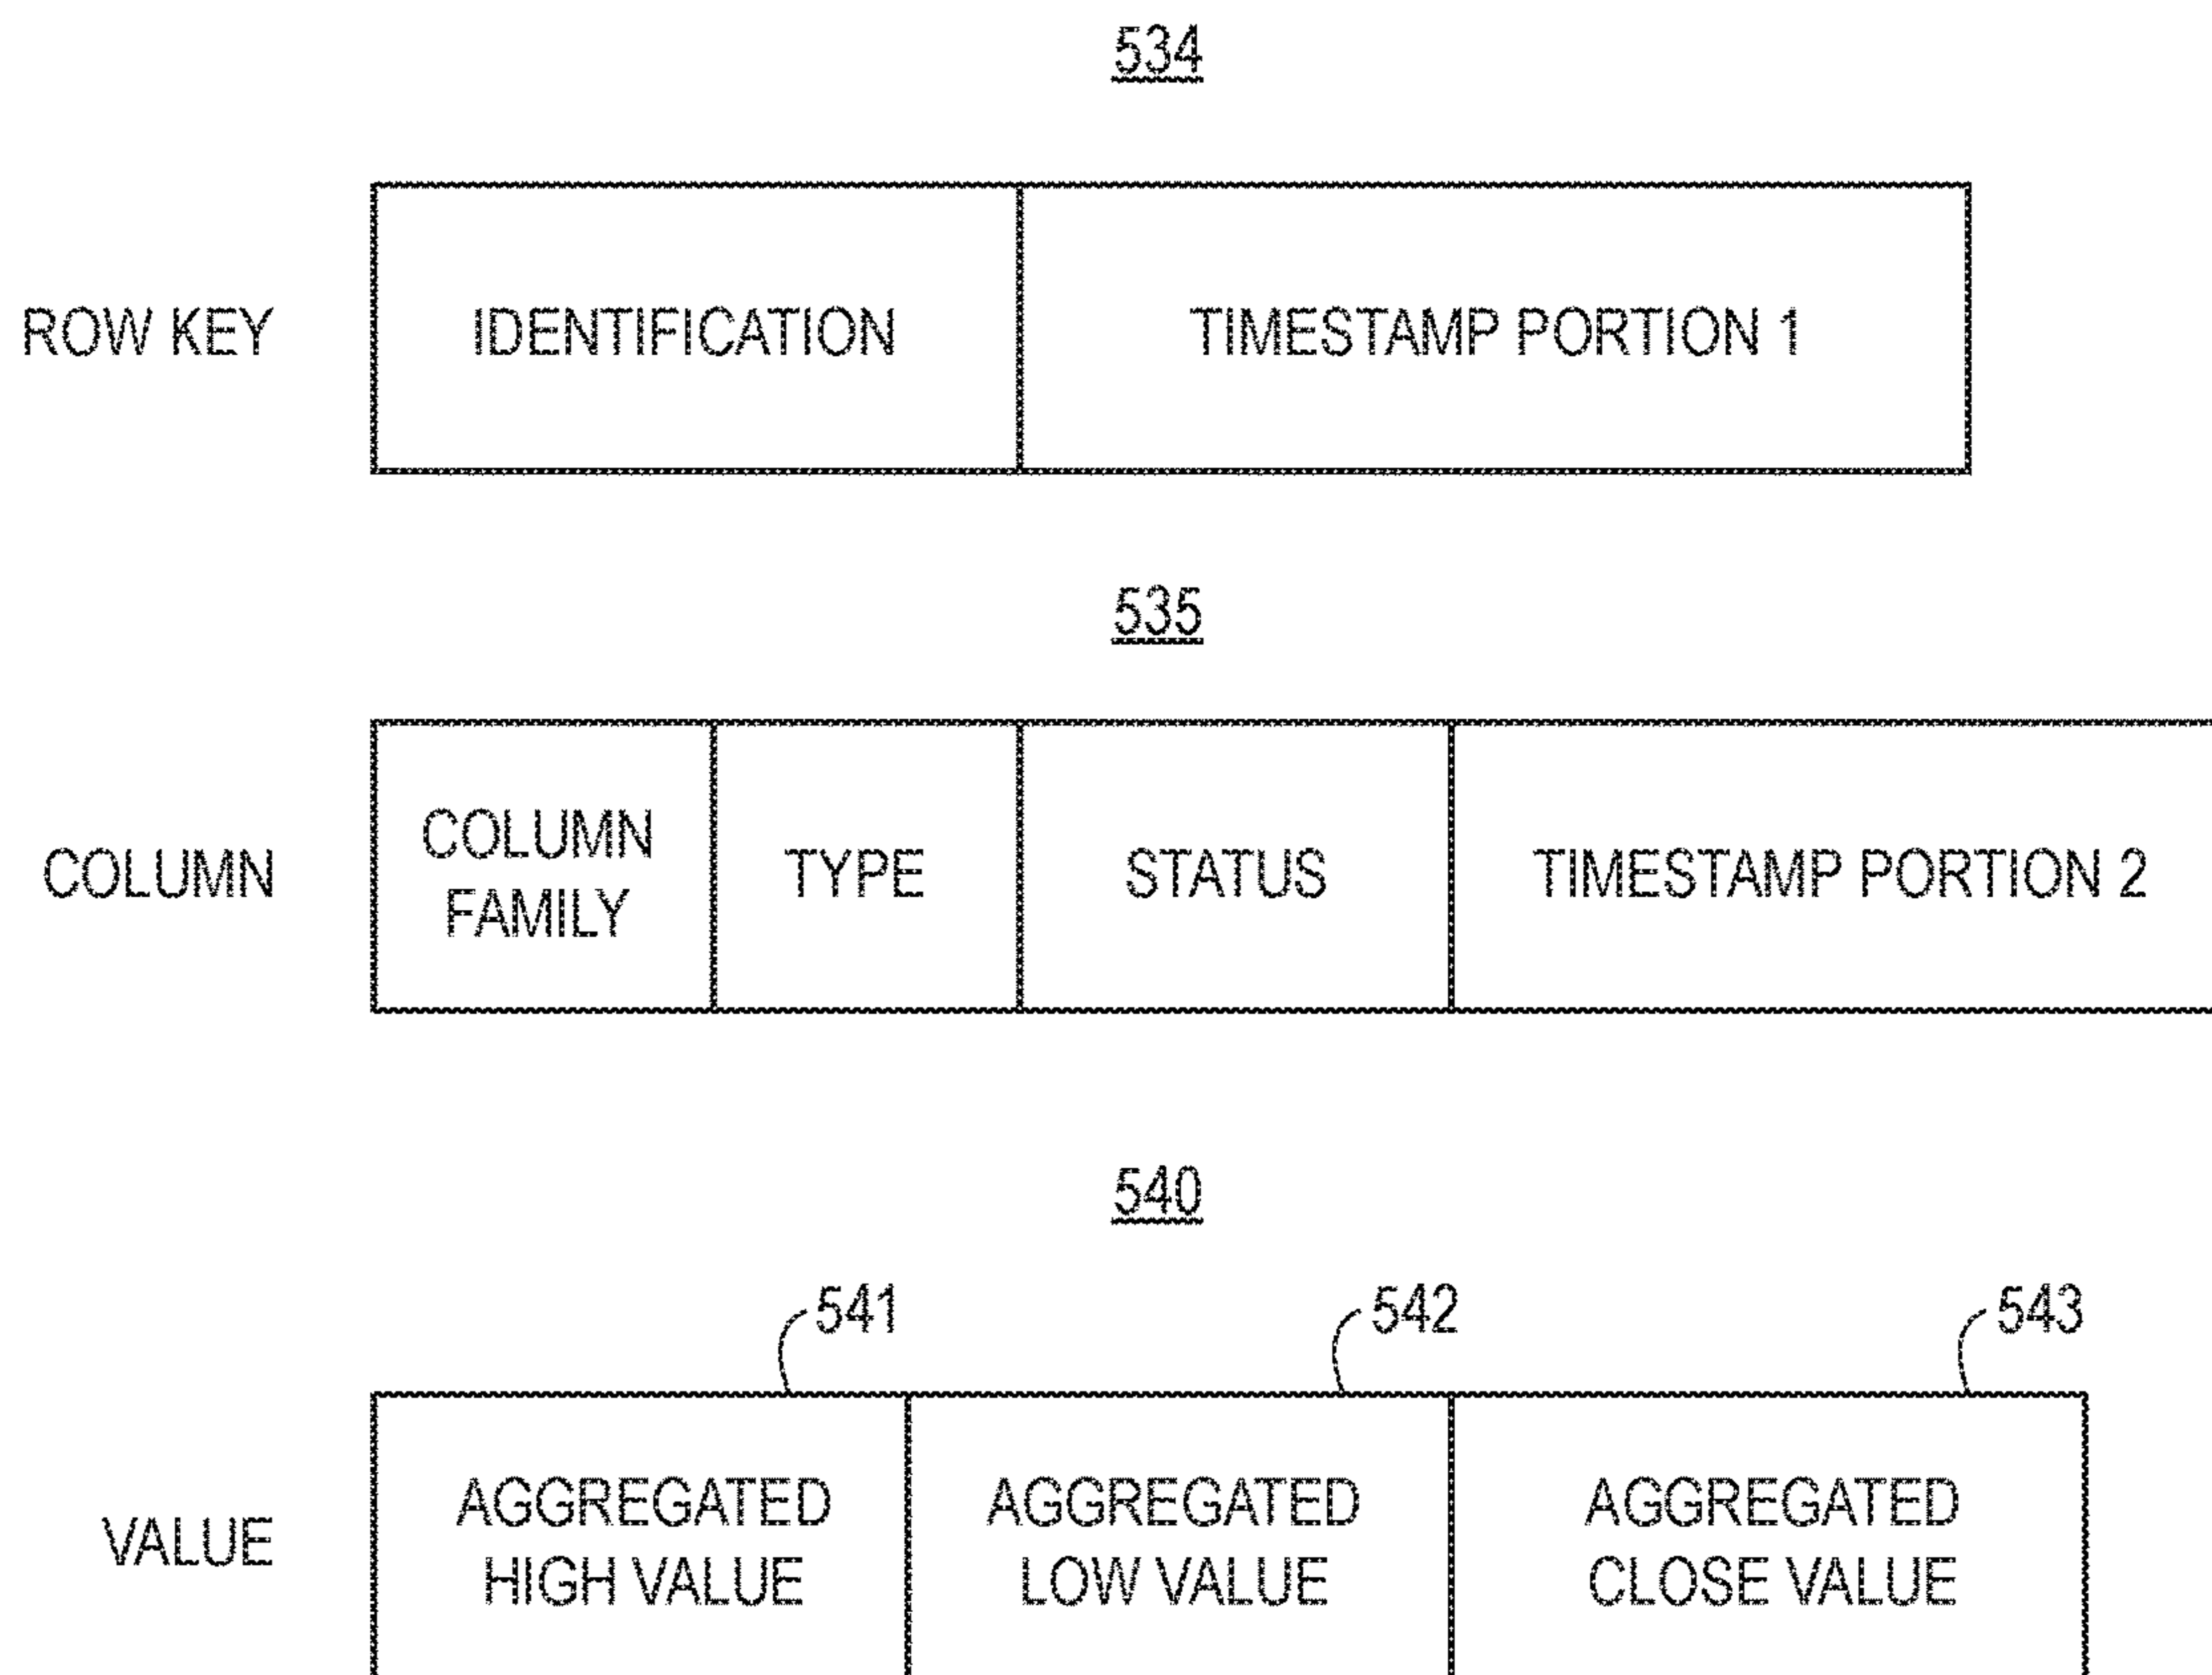 534
ROW KEY IDENTIFICATION TIMESTAMP PORTION 1
535
COLUMN COLUMN FAMILY TYPE STATUS TIMESTAMP PORTION 2
540
541 542 543
VALUE AGGREGATED HIGH VALUE AGGREGATED LOW VALUE AGGREGATED CLOSE VALUE